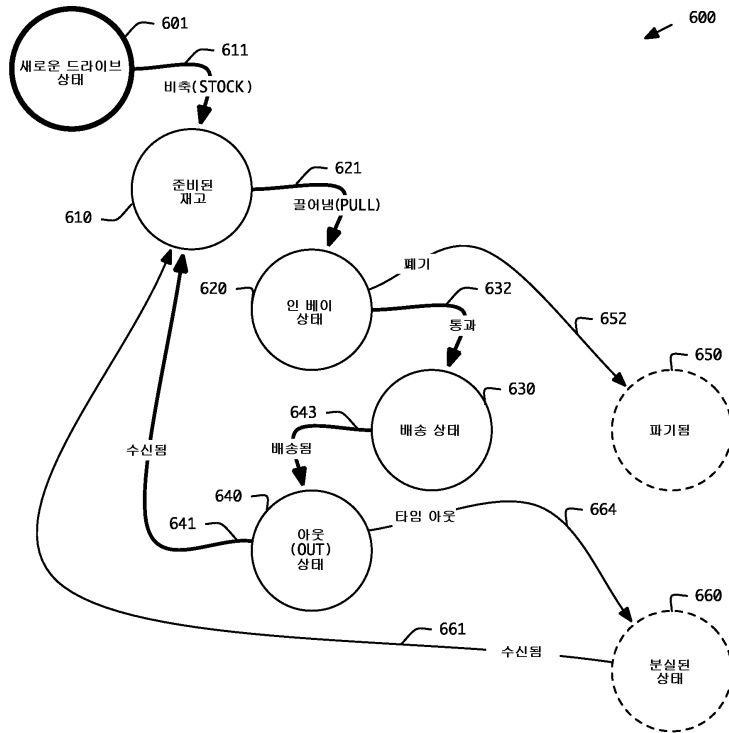 601
600
611
새로운 드라이브
상태
비축(STOCK)
621
준비된
재고
610
끌어냄(PULL)
폐기
620
632
인 베이
상태
통과
652
650
630
643
배송 상태
파기됨
수신됨
배송됨
640
타임 아웃
664
641
아웃
(OUT)
상태
660
661
수신됨
분실된
상태